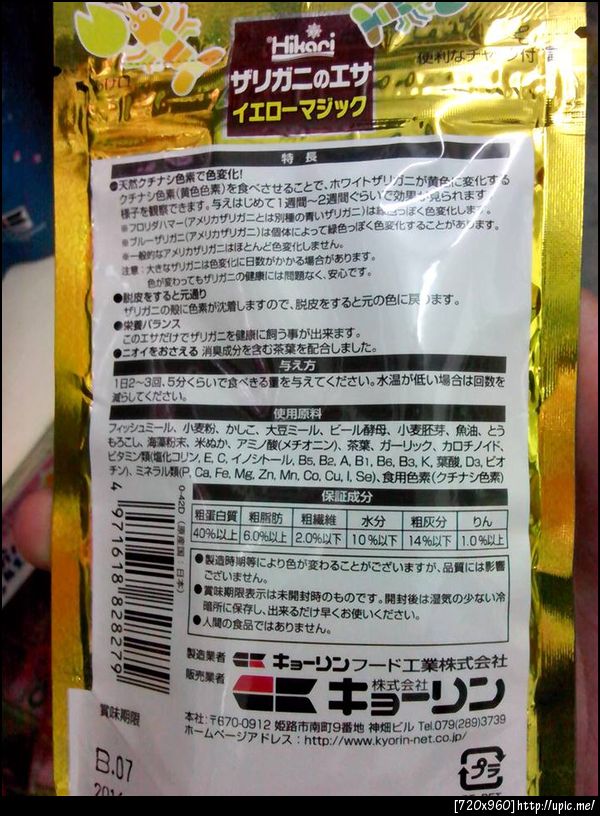 Hikari
ザリガニのエサ
イエローマジック
便利なチャック付
特長
●天然クチナシ色素で色変化!
クチナシ色素(黄色色素)を食べさせることで、ホワイトザリガニが黄色に変化する
様子を観察できます。与えはじめて1週間〜2週間ぐらいで効果が見られます
※フロリダハマー(アメリカザリガニとは別種の青いザリガニ)は緑色っぽく色変化します。
※ブルーザリガニ(アメリカザリガニ)は個体によって緑色っぽく色変化することがあります。
※一般的なアメリカザリガニはほとんど色変化しません。
注意:大きなザリガニは色変化に日数がかかる場合があります。
色が変わってもザリガニの健康には問題なく、安心です。
●脱皮をすると元通り
ザリガニの殻に色素が沈着しますので、脱皮をすると元の色に戻ります。
●栄養バランス
このエサだけでザリガニを健康に飼う事が出来ます。
●ニオイをおさえる 消臭成分を含む茶葉を配合しました。
与え方
1日2〜3回、5分くらいで食べきる量を与えてください。水温が低い場合は回数を
減らしてください。
使用原料
フィッシュミール、小麦粉、かしこ、大豆ミール、ビール酵母、小麦胚芽、魚油、とう
もろこし、海藻粉末、米ぬか、アミノ酸(メチオニン)、茶葉、ガーリック、カロチノイド、
ビタミン類(塩化コリン、E、C、イノシトール、B5、B2、A、B1、B6、B3、K、葉酸、D3、ビオ
チン)、ミネラル類(P、Ca、Fe、Mg、Zn、Mn、Co、Cu、I、Se)、食用色素(クチナシ色素)
保証成分
粗蛋白質 粗脂肪 粗繊維 水分 粗灰分 りん
40%以上 6.0%以上 2.0%以下 10%以下 14%以下 1.0%以上
●製造時期等により色が変わることがございますが、品質には影響
ございません。
●賞味期限表示は未開封時のものです。開封後は湿気の少ない冷
暗所に保存し、出来るだけ早くお使いください。
●人間の食品ではありません。
4 971618 828279
(原産国:日本)
製造業者 キョーリンフード工業株式会社
販売業者 株式会社キョーリン
本社:〒670-0912 姫路市南町9番地 神畑ビル Tel.079(289)3739
ホームページアドレス:http://www.kyorin-net.co.jp/
賞味期限
B.07
プラ
[720x960]http://upic.me/